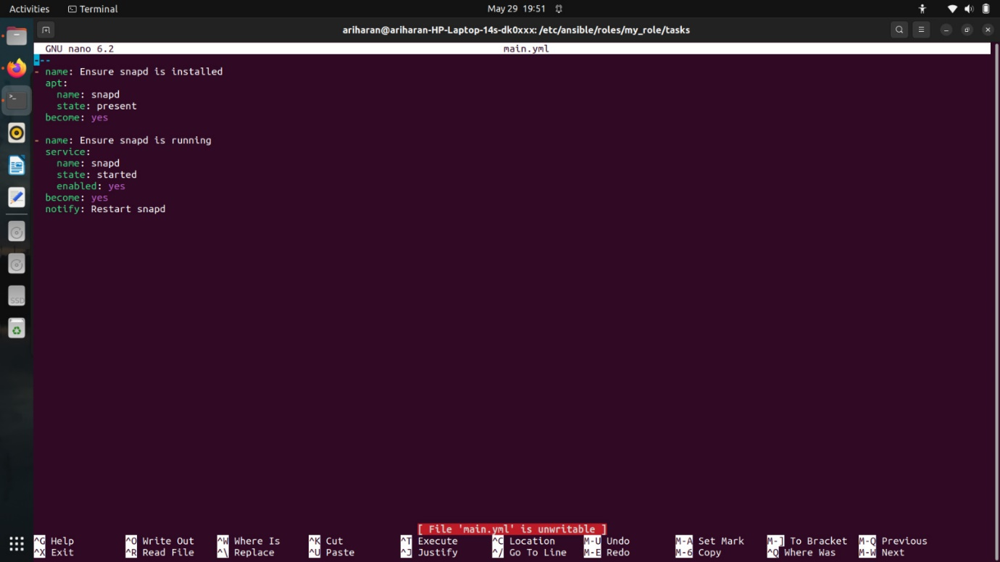 Activities Terminal May 29 19:51
ariharan@ariharan-HP-Laptop-14s-dk0xxx: /etc/ansible/roles/my_role/tasks
GNU nano 6.2 main.yml
---
- name: Ensure snapd is installed
  apt:
    name: snapd
    state: present
  become: yes

- name: Ensure snapd is running
  service:
    name: snapd
    state: started
    enabled: yes
  become: yes
  notify: Restart snapd
SSD
[ File 'main.yml' is unwritable ]
^G Help ^O Write Out ^W Where Is ^K Cut ^T Execute ^C Location M-U Undo M-A Set Mark M-] To Bracket M-Q Previous
^X Exit ^R Read File ^\ Replace ^U Paste ^J Justify ^/ Go To Line M-E Redo M-6 Copy ^Q Where Was M-W Next